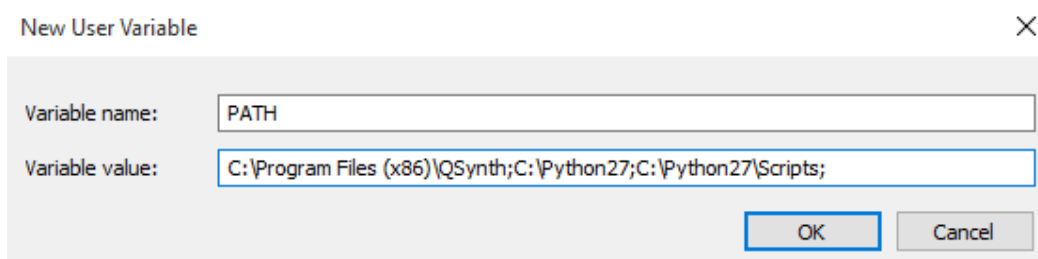 New User Variable
Variable name: PATH
Variable value: C:\Program Files (x86)\QSynth;C:\Python27;C:\Python27\Scripts;
OK Cancel